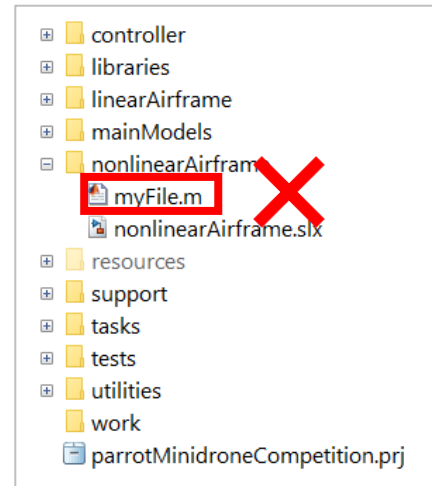 controller
libraries
linearAirframe
mainModels
nonlinearAirfram
myFile.m
nonlinearAirframe.slx
resources
support
tasks
tests
utilities
work
parrotMinidroneCompetition.prj